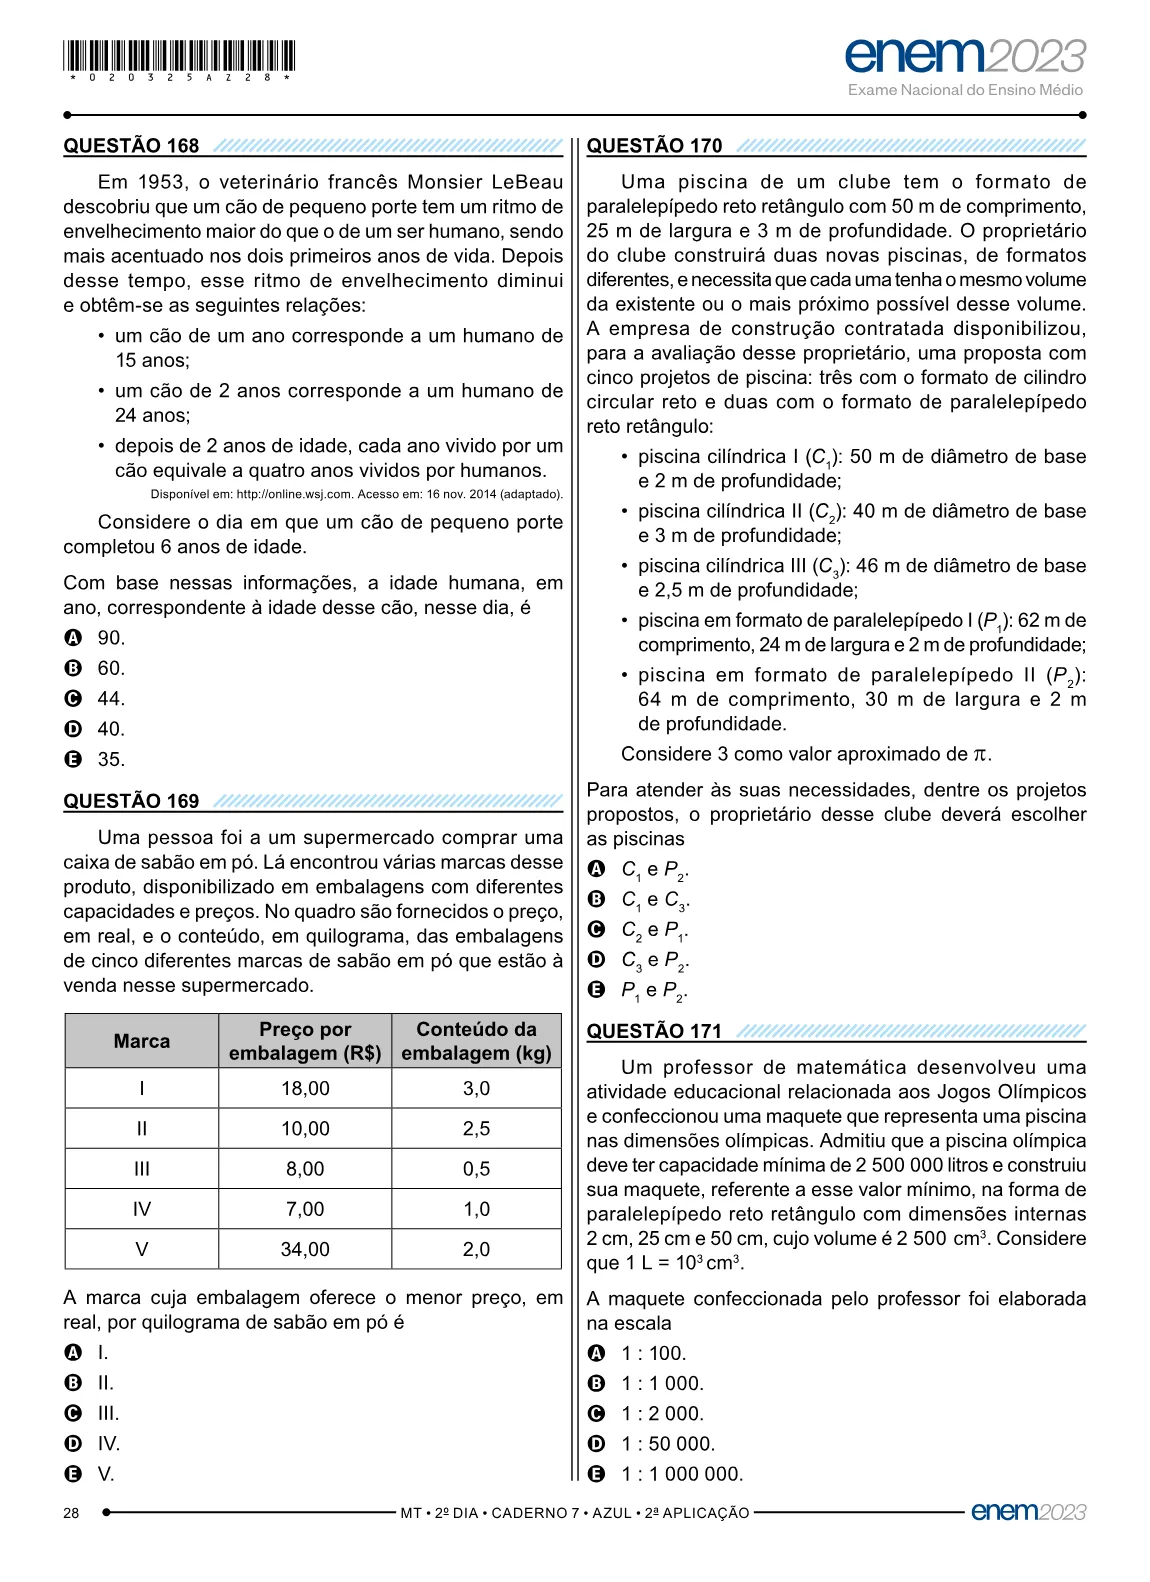 *020325AZ28*
enem2023
Exame Nacional do Ensino Médio
QUESTÃO 168
Em 1953, o veterinário francês Monsier LeBeau
descobriu que um cão de pequeno porte tem um ritmo de
envelhecimento maior do que o de um ser humano, sendo
mais acentuado nos dois primeiros anos de vida. Depois
desse tempo, esse ritmo de envelhecimento diminui
e obtêm-se as seguintes relações:
• um cão de um ano corresponde a um humano de
15 anos;
• um cão de 2 anos corresponde a um humano de
24 anos;
• depois de 2 anos de idade, cada ano vivido por um
cão equivale a quatro anos vividos por humanos.
Disponível em: http://online.wsj.com. Acesso em: 16 nov. 2014 (adaptado).
Considere o dia em que um cão de pequeno porte
completou 6 anos de idade.
Com base nessas informações, a idade humana, em
ano, correspondente à idade desse cão, nesse dia, é
A 90.
B 60.
C 44.
D 40.
E 35.
QUESTÃO 169
Uma pessoa foi a um supermercado comprar uma
caixa de sabão em pó. Lá encontrou várias marcas desse
produto, disponibilizado em embalagens com diferentes
capacidades e preços. No quadro são fornecidos o preço,
em real, e o conteúdo, em quilograma, das embalagens
de cinco diferentes marcas de sabão em pó que estão à
venda nesse supermercado.
Marca Preço por embalagem (R$) Conteúdo da embalagem (kg)
I 18,00 3,0
II 10,00 2,5
III 8,00 0,5
IV 7,00 1,0
V 34,00 2,0
A marca cuja embalagem oferece o menor preço, em
real, por quilograma de sabão em pó é
A I.
B II.
C III.
D IV.
E V.
QUESTÃO 170
Uma piscina de um clube tem o formato de
paralelepípedo reto retângulo com 50 m de comprimento,
25 m de largura e 3 m de profundidade. O proprietário
do clube construirá duas novas piscinas, de formatos
diferentes, e necessita que cada uma tenha o mesmo volume
da existente ou o mais próximo possível desse volume.
A empresa de construção contratada disponibilizou,
para a avaliação desse proprietário, uma proposta com
cinco projetos de piscina: três com o formato de cilindro
circular reto e duas com o formato de paralelepípedo
reto retângulo:
• piscina cilíndrica I (C₁): 50 m de diâmetro de base
e 2 m de profundidade;
• piscina cilíndrica II (C₂): 40 m de diâmetro de base
e 3 m de profundidade;
• piscina cilíndrica III (C₃): 46 m de diâmetro de base
e 2,5 m de profundidade;
• piscina em formato de paralelepípedo I (P₁): 62 m de
comprimento, 24 m de largura e 2 m de profundidade;
• piscina em formato de paralelepípedo II (P₂):
64 m de comprimento, 30 m de largura e 2 m
de profundidade.
Considere 3 como valor aproximado de π.
Para atender às suas necessidades, dentre os projetos
propostos, o proprietário desse clube deverá escolher
as piscinas
A C₁ e P₂.
B C₁ e C₃.
C C₂ e P₁.
D C₃ e P₂.
E P₁ e P₂.
QUESTÃO 171
Um professor de matemática desenvolveu uma
atividade educacional relacionada aos Jogos Olímpicos
e confeccionou uma maquete que representa uma piscina
nas dimensões olímpicas. Admitiu que a piscina olímpica
deve ter capacidade mínima de 2 500 000 litros e construiu
sua maquete, referente a esse valor mínimo, na forma de
paralelepípedo reto retângulo com dimensões internas
2 cm, 25 cm e 50 cm, cujo volume é 2 500 cm³. Considere
que 1 L = 10³ cm³.
A maquete confeccionada pelo professor foi elaborada
na escala
A 1 : 100.
B 1 : 1 000.
C 1 : 2 000.
D 1 : 50 000.
E 1 : 1 000 000.
28 MT • 2º DIA • CADERNO 7 • AZUL • 2ª APLICAÇÃO enem2023